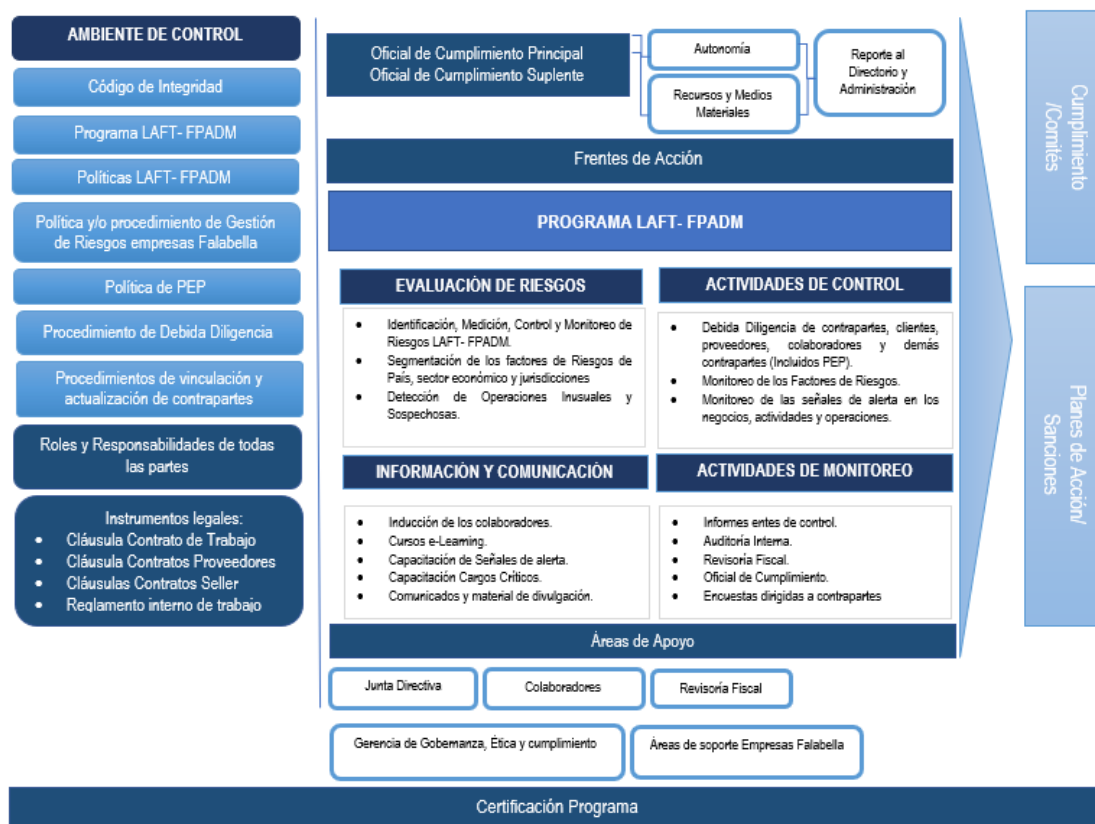 AMBIENTE DE CONTROL
Código de Integridad
Programa LAFT- FPADM
Políticas LAFT- FPADM
Política y/o procedimiento de Gestión
de Riesgos empresas Falabella
Política de PEP
Procedimiento de Debida Diligencia
Procedimientos de vinculación y
actualización de contrapartes
Roles y Responsabilidades de todas
las partes
Instrumentos legales:
• Cláusula Contrato de Trabajo
• Cláusula Contratos Proveedores
• Cláusulas Contratos Seller
• Reglamento interno de trabajo
Oficial de Cumplimiento Principal
Oficial de Cumplimiento Suplente
Autonomía
Recursos y Medios
Materiales
Reporte al
Directorio y
Administración
Frentes de Acción
PROGRAMA LAFT- FPADM
EVALUACIÓN DE RIESGOS
• Identificación, Medición, Control y Monitoreo de
Riesgos LAFT- FPADM.
• Segmentación de los factores de Riesgos de
País, sector económico y jurisdicciones
• Detección de Operaciones Inusuales y
Sospechosas.
ACTIVIDADES DE CONTROL
• Debida Diligencia de contrapartes, clientes,
proveedores, colaboradores y demás
contrapartes (Incluidos PEP).
• Monitoreo de los Factores de Riesgos.
• Monitoreo de las señales de alerta en los
negocios, actividades y operaciones.
INFORMACIÓN Y COMUNICACIÓN
• Inducción de los colaboradores.
• Cursos e-Learning.
• Capacitación de Señales de alerta.
• Capacitación Cargos Críticos.
• Comunicados y material de divulgación.
ACTIVIDADES DE MONITOREO
• Informes entes de control.
• Auditoría Interna.
• Revisoría Fiscal.
• Oficial de Cumplimiento.
• Encuestas dirigidas a contrapartes
Áreas de Apoyo
Junta Directiva
Colaboradores
Revisoría Fiscal
Gerencia de Gobernanza, Ética y cumplimiento
Áreas de soporte Empresas Falabella
Cumplimiento
/Comités
Planes de Acción/
Sanciones
Certificación Programa